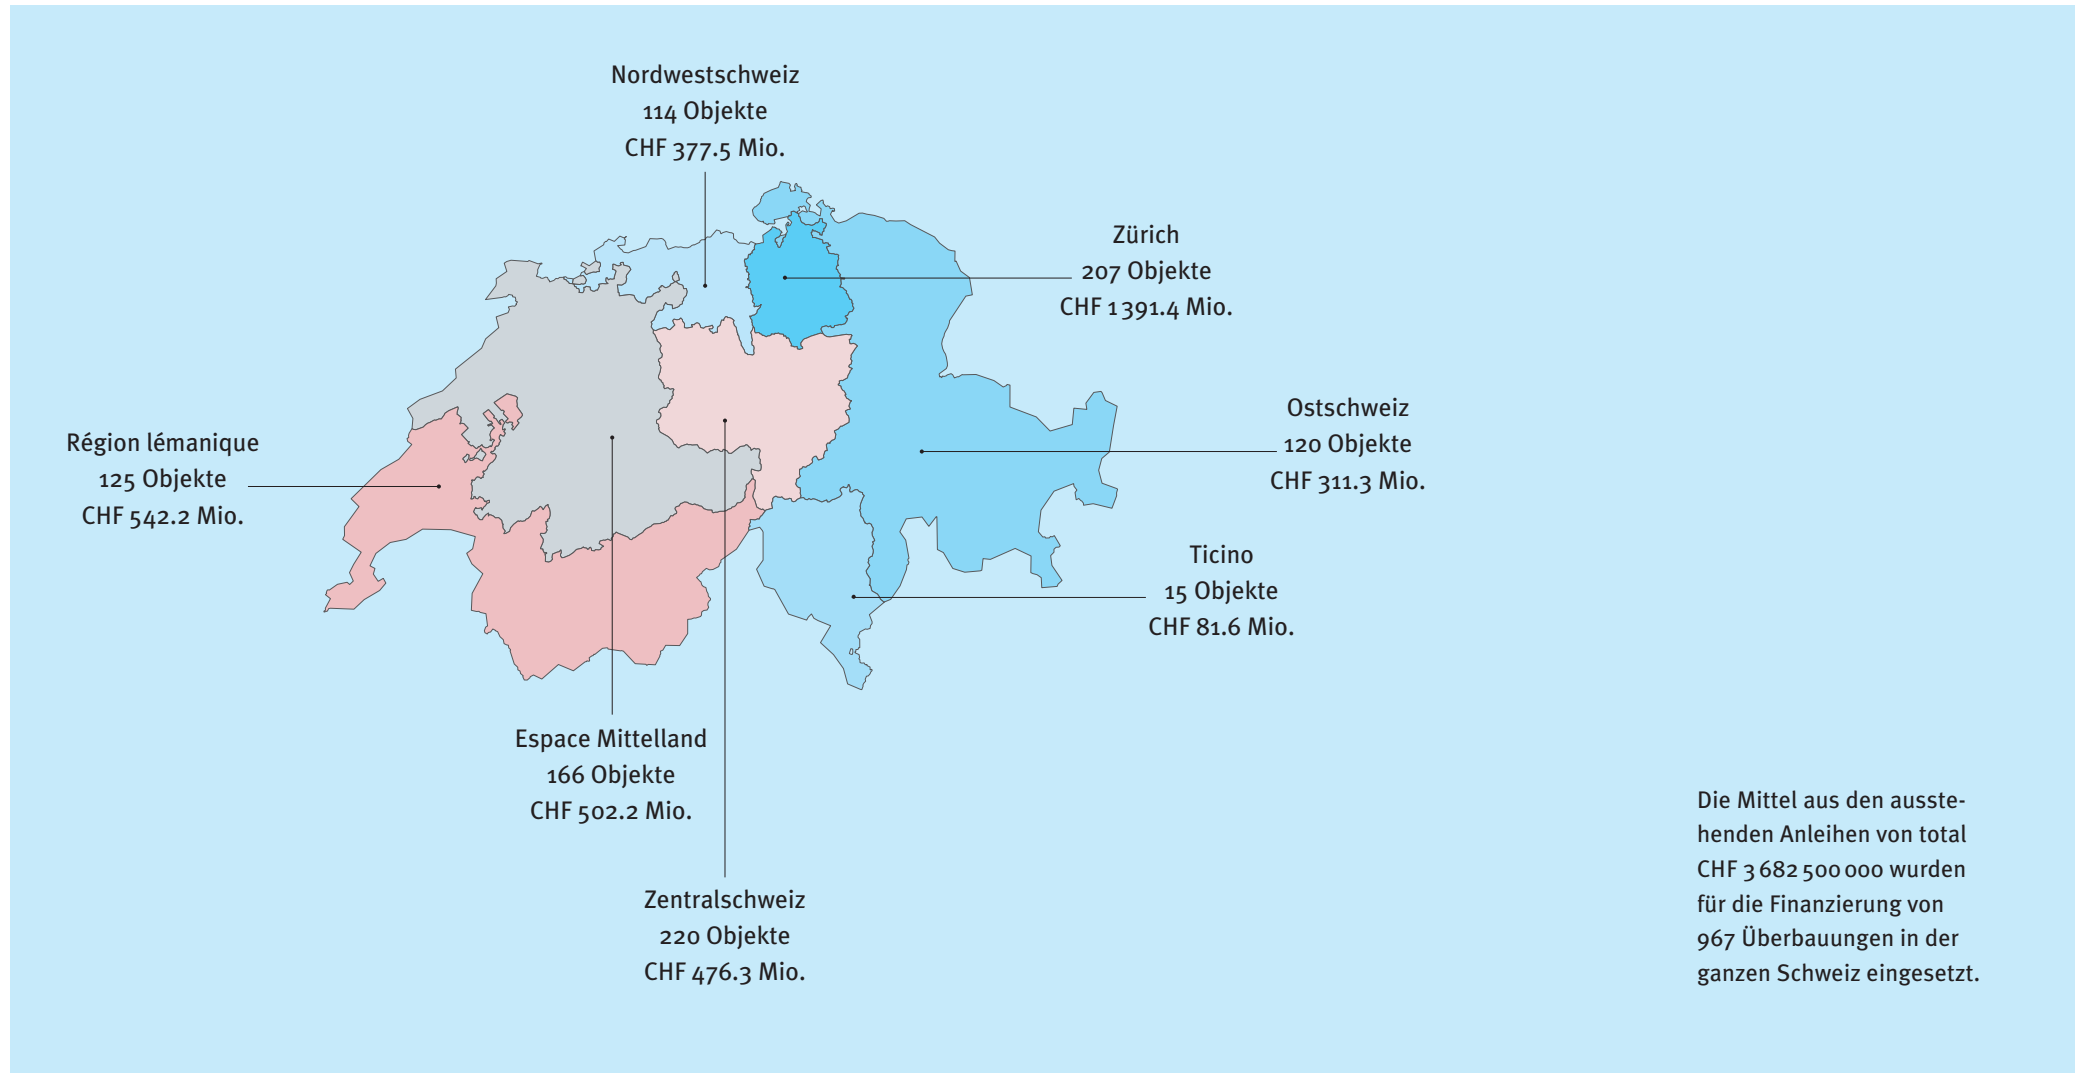 Nordwestschweiz
114 Objekte
CHF 377.5 Mio.
Zürich
207 Objekte
CHF 1 391.4 Mio.
Ostschweiz
120 Objekte
CHF 311.3 Mio.
Région lémanique
125 Objekte
CHF 542.2 Mio.
Ticino
15 Objekte
CHF 81.6 Mio.
Espace Mittelland
166 Objekte
CHF 502.2 Mio.
Zentralschweiz
220 Objekte
CHF 476.3 Mio.
Die Mittel aus den ausste-
henden Anleihen von total
CHF 3 682 500 000 wurden
für die Finanzierung von
967 Überbauungen in der
ganzen Schweiz eingesetzt.